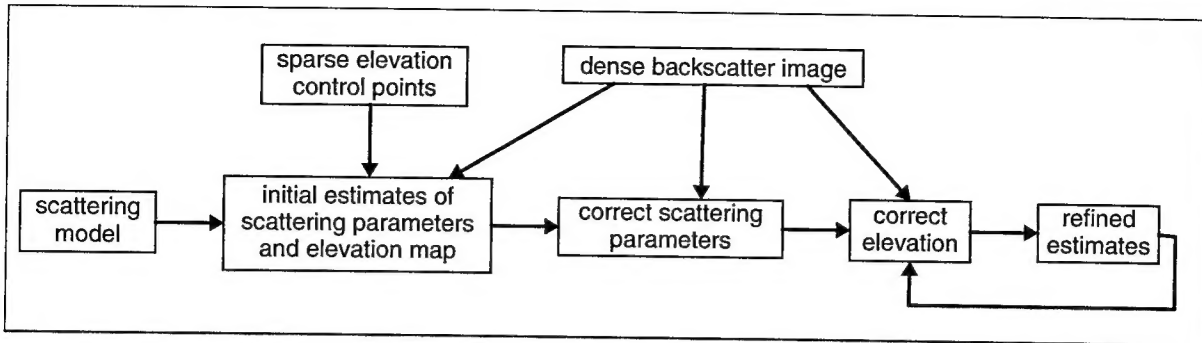 sparse elevation
control points
dense backscatter image
scattering
model
initial estimates of
scattering parameters
and elevation map
correct scattering
parameters
correct
elevation
refined
estimates